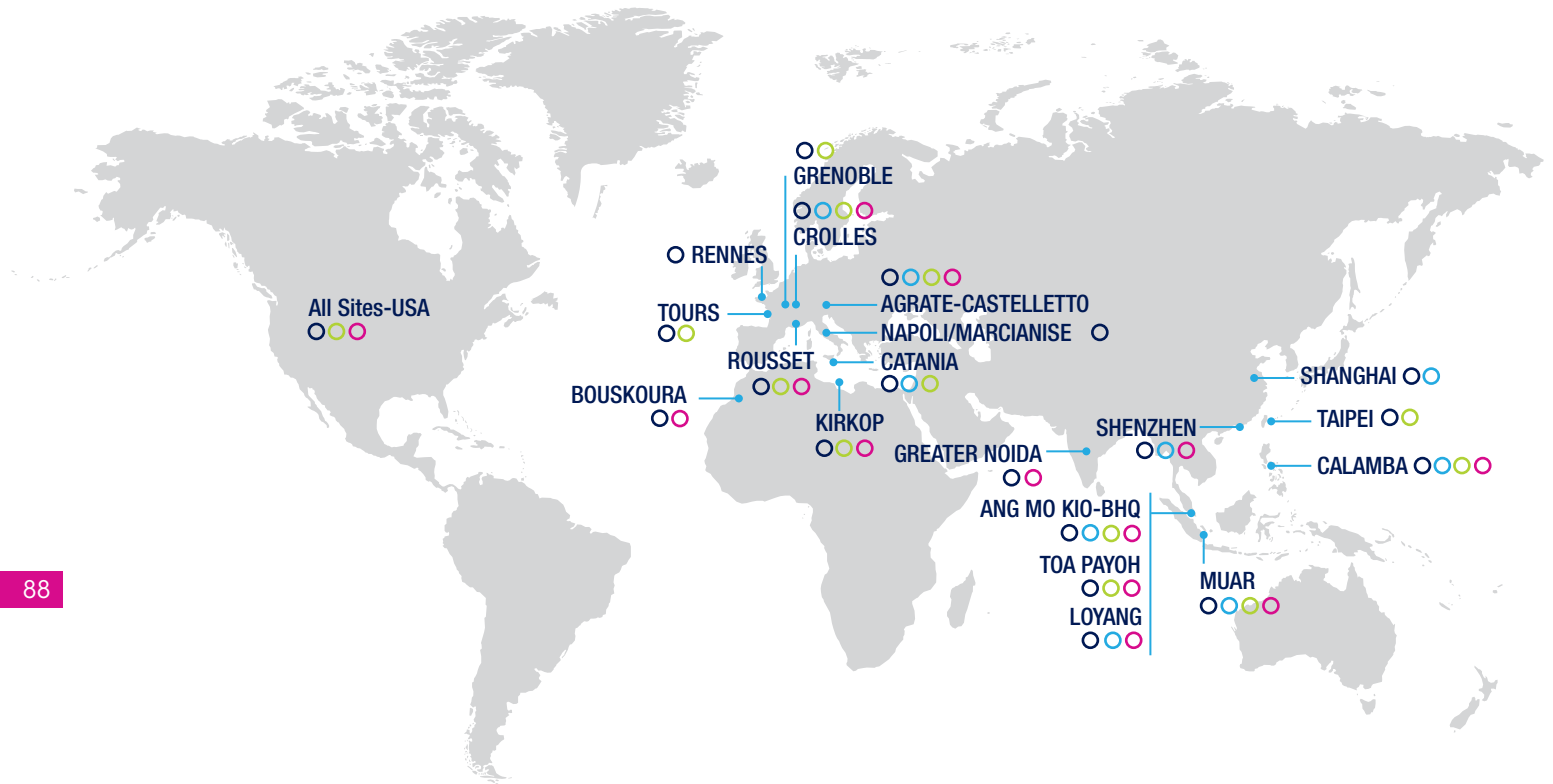 GRENOBLE
CROLLES
RENNES
All Sites-USA
TOURS
AGRATE-CASTELLETTO
NAPOLI/MARCIANISE
ROUSSET
CATANIA
BOUSKOURA
KIRKOP
SHANGHAI
TAIPEI
SHENZHEN
GREATER NOIDA
CALAMBA
ANG MO KIO-BHQ
TOA PAYOH
LOYANG
MUAR
88